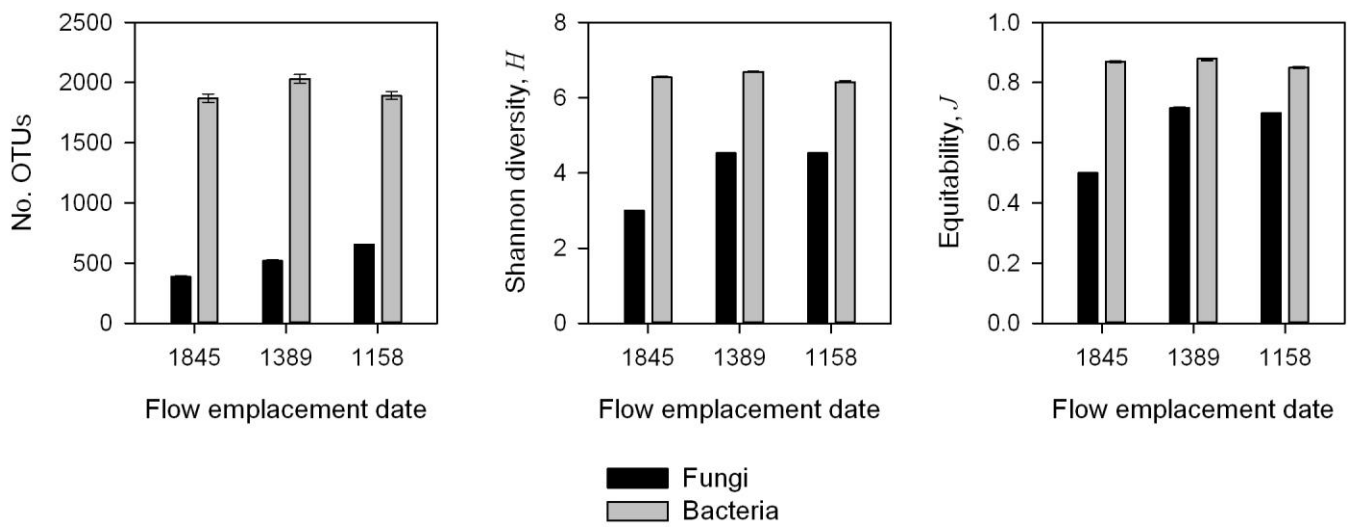 No. OTUs
2500
2000
1500
1000
500
0
1845 1389 1158
Flow emplacement date
Shannon diversity, H
8
6
4
2
0
1845 1389 1158
Flow emplacement date
Equitability, J
1.0
0.8
0.6
0.4
0.2
0.0
1845 1389 1158
Flow emplacement date
Fungi
Bacteria